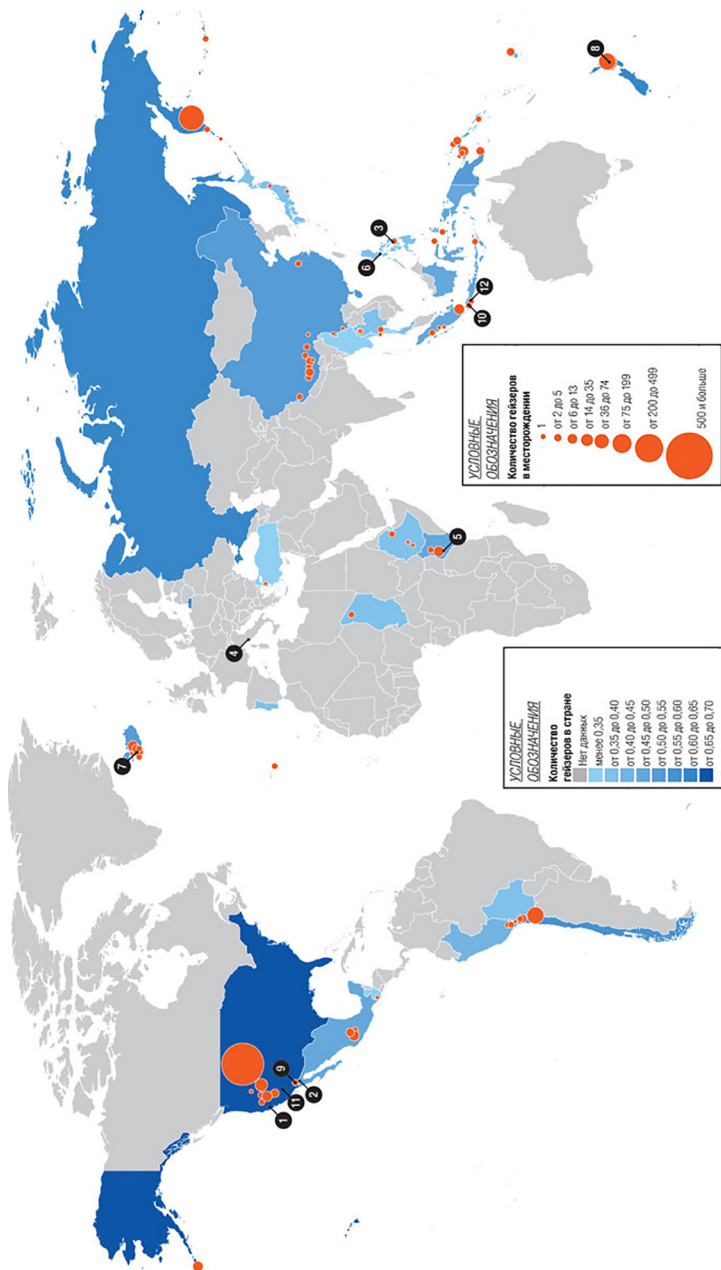 1
2
9
11
7
4
5
6
3
10
12
8
УСЛОВНЫЕ
ОБОЗНАЧЕНИЯ
Количество
гейзеров в стране
Нет данных
менее 0,35
от 0,35 до 0,40
от 0,40 до 0,45
от 0,45 до 0,50
от 0,50 до 0,55
от 0,55 до 0,60
от 0,60 до 0,65
от 0,65 до 0,70
УСЛОВНЫЕ
ОБОЗНАЧЕНИЯ
Количество гейзеров
в месторождении
1
от 2 до 5
от 6 до 13
от 14 до 35
от 36 до 74
от 75 до 199
от 200 до 499
500 и больше